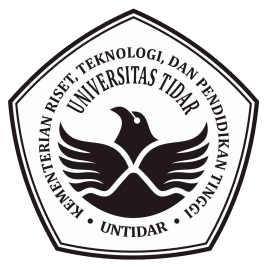 KEMENTERIAN RISET, TEKNOLOGI, DAN PENDIDIKAN TINGGI
UNIVERSITAS TIDAR
• UNTIDAR •